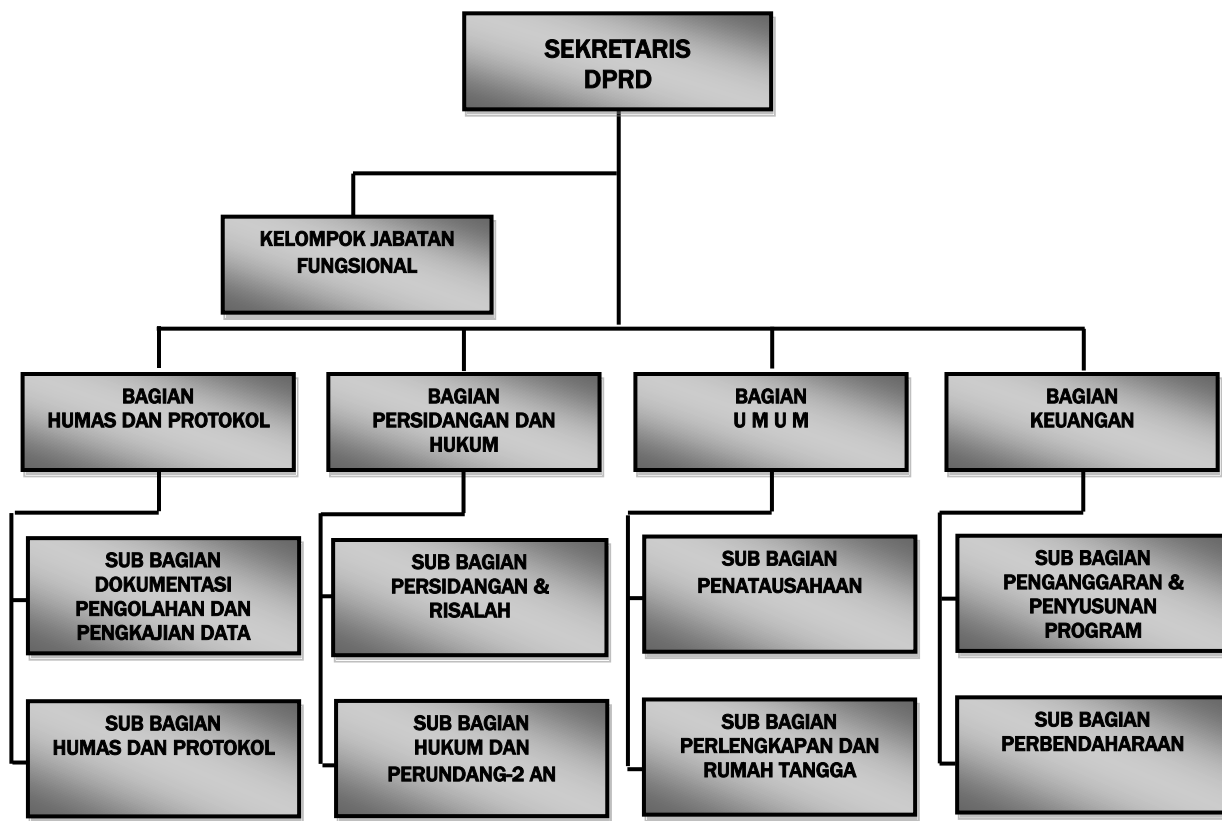 SEKRETARIS
DPRD
KELOMPOK JABATAN
FUNGSIONAL
BAGIAN
HUMAS DAN PROTOKOL
BAGIAN
PERSIDANGAN DAN
HUKUM
BAGIAN
U M U M
BAGIAN
KEUANGAN
SUB BAGIAN
DOKUMENTASI
PENGOLAHAN DAN
PENGKAJIAN DATA
SUB BAGIAN
PERSIDANGAN &
RISALAH
SUB BAGIAN
PENATAUSAHAAN
SUB BAGIAN
PENGANGGARAN &
PENYUSUNAN
PROGRAM
SUB BAGIAN
HUMAS DAN PROTOKOL
SUB BAGIAN
HUKUM DAN
PERUNDANG-2 AN
SUB BAGIAN
PERLENGKAPAN DAN
RUMAH TANGGA
SUB BAGIAN
PERBENDAHARAAN